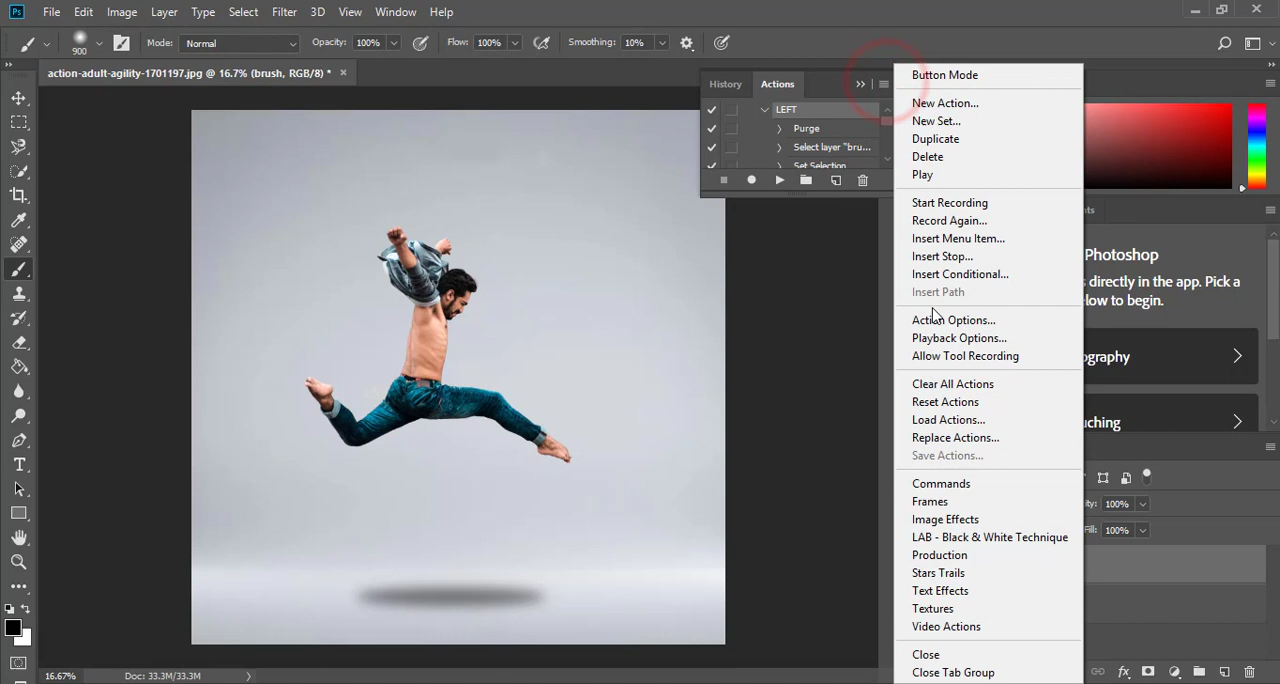 Ps File Edit Image Layer Type Select Filter 3D View Window Help
900 Mode: Normal Opacity: 100% Flow: 100% Smoothing: 10%
action-adult-agility-1701197.jpg @ 16.7% (brush, RGB/8) *
History Actions
LEFT
Purge
Select layer "bru...
Set Selection
Button Mode
New Action...
New Set...
Duplicate
Delete
Play
Start Recording
Record Again...
Insert Menu Item...
Insert Stop...
Insert Conditional...
Insert Path
Action Options...
Playback Options...
Allow Tool Recording
Clear All Actions
Reset Actions
Load Actions...
Replace Actions...
Save Actions...
Commands
Frames
Image Effects
LAB - Black & White Technique
Production
Stars Trails
Text Effects
Textures
Video Actions
Close
Close Tab Group
nts
Photoshop
s directly in the app. Pick a
elow to begin.
ography
uching
ity: 100%
Fill: 100%
16.67% Doc: 33.3M/33.3M